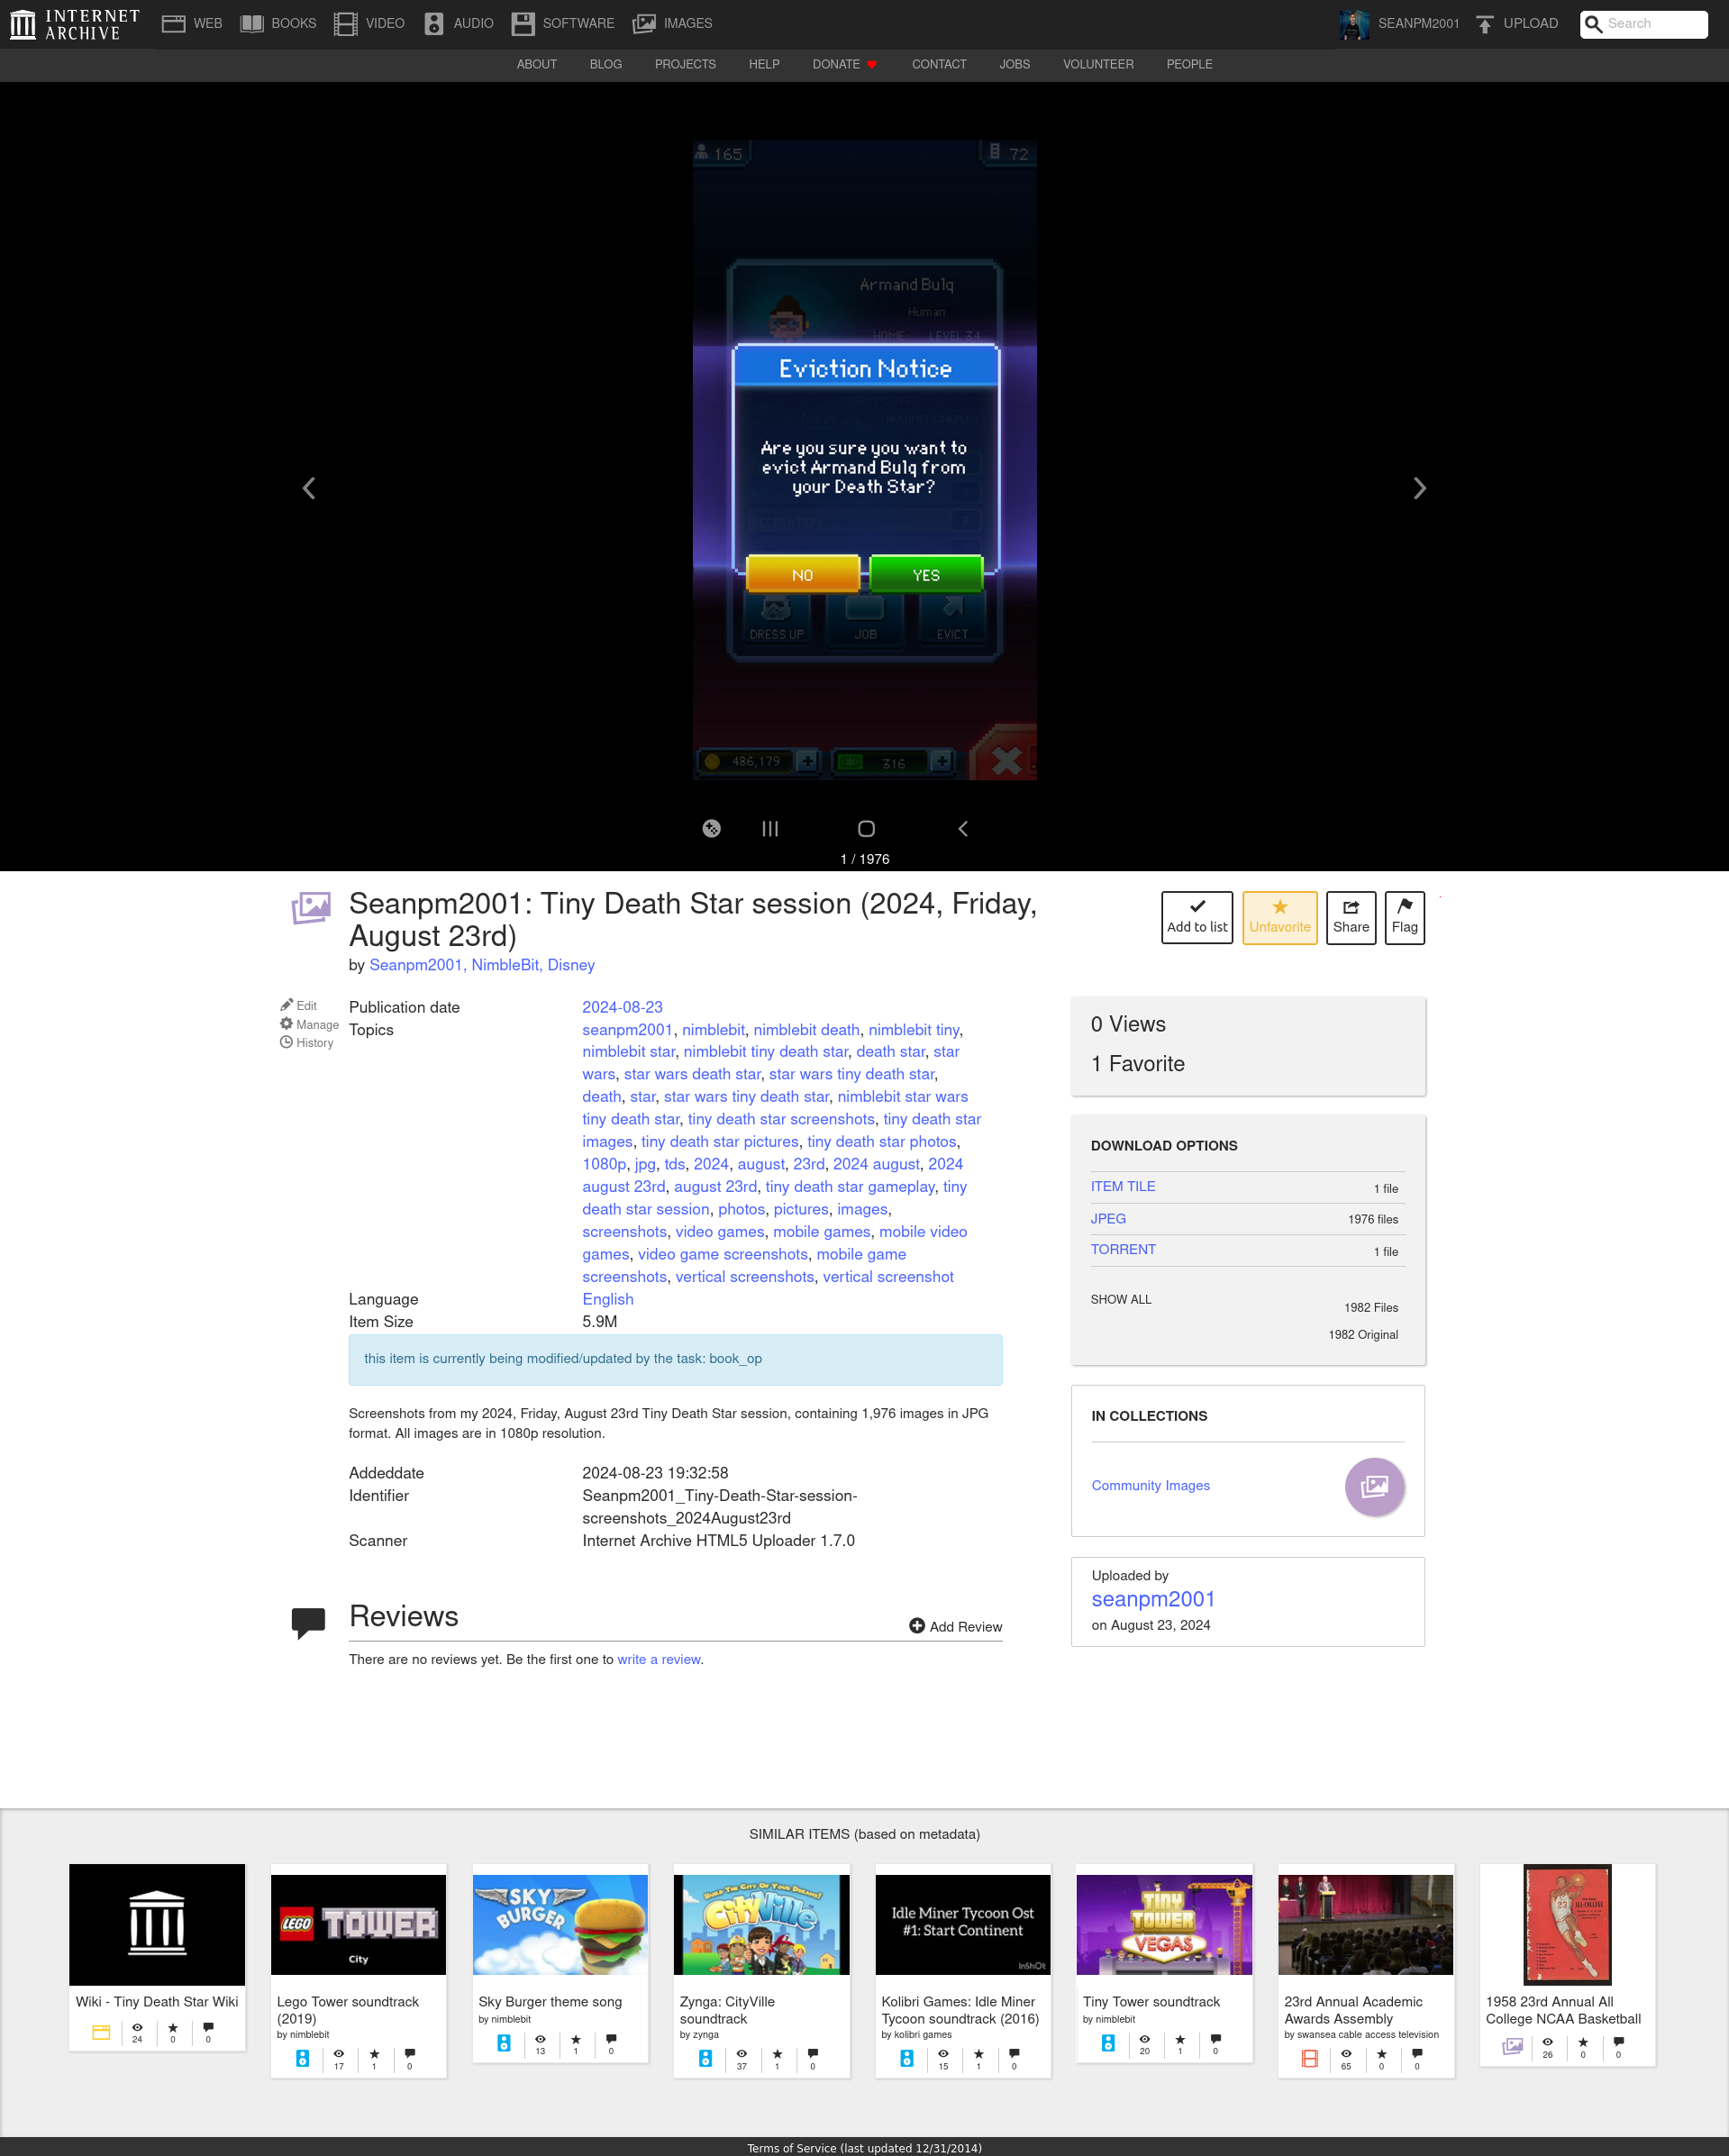 INTERNET
ARCHIVE
WEB BOOKS VIDEO AUDIO SOFTWARE IMAGES
SEANPM2001 UPLOAD Search
ABOUT BLOG PROJECTS HELP DONATE CONTACT JOBS VOLUNTEER PEOPLE
165 72
Armand Bulq
Human
HOME LEVEL 34
Eviction Notice
Are you sure you want to
evict Armand Bulq from
your Death Star?
NO YES
DRESS UP JOB EVICT
486,179 316
1 / 1976
Seanpm2001: Tiny Death Star session (2024, Friday,
August 23rd)
by Seanpm2001, NimbleBit, Disney
Add to list Unfavorite Share Flag
Edit
Manage
History
Publication date 2024-08-23
Topics seanpm2001, nimblebit, nimblebit death, nimblebit tiny,
nimblebit star, nimblebit tiny death star, death star, star
wars, star wars death star, star wars tiny death star,
death, star, star wars tiny death star, nimblebit star wars
tiny death star, tiny death star screenshots, tiny death star
images, tiny death star pictures, tiny death star photos,
1080p, jpg, tds, 2024, august, 23rd, 2024 august, 2024
august 23rd, august 23rd, tiny death star gameplay, tiny
death star session, photos, pictures, images,
screenshots, video games, mobile games, mobile video
games, video game screenshots, mobile game
screenshots, vertical screenshots, vertical screenshot
Language English
Item Size 5.9M
this item is currently being modified/updated by the task: book_op
Screenshots from my 2024, Friday, August 23rd Tiny Death Star session, containing 1,976 images in JPG
format. All images are in 1080p resolution.
Addeddate 2024-08-23 19:32:58
Identifier Seanpm2001_Tiny-Death-Star-session-
screenshots_2024August23rd
Scanner Internet Archive HTML5 Uploader 1.7.0
Reviews
Add Review
There are no reviews yet. Be the first one to write a review.
0 Views
1 Favorite
DOWNLOAD OPTIONS
ITEM TILE 1 file
JPEG 1976 files
TORRENT 1 file
SHOW ALL 1982 Files
1982 Original
IN COLLECTIONS
Community Images
Uploaded by
seanpm2001
on August 23, 2024
SIMILAR ITEMS (based on metadata)
Wiki - Tiny Death Star Wiki
24 0 0
LEGO TOWER
City
Lego Tower soundtrack
(2019)
by nimblebit
17 1 0
SKY
BURGER
Sky Burger theme song
by nimblebit
13 1 0
BUILD THE CITY OF YOUR DREAMS!
CityVille
Zynga: CityVille
soundtrack
by zynga
37 1 0
Idle Miner Tycoon Ost
#1: Start Continent
InShOt
Kolibri Games: Idle Miner
Tycoon soundtrack (2016)
by kolibri games
15 1 0
TINY
TOWER
VEGAS
Tiny Tower soundtrack
by nimblebit
20 1 0
23rd Annual Academic
Awards Assembly
by swansea cable access television
65 0 0
23
ALL-COLLEGE
1958 23rd Annual All
College NCAA Basketball
26 0 0
Terms of Service (last updated 12/31/2014)